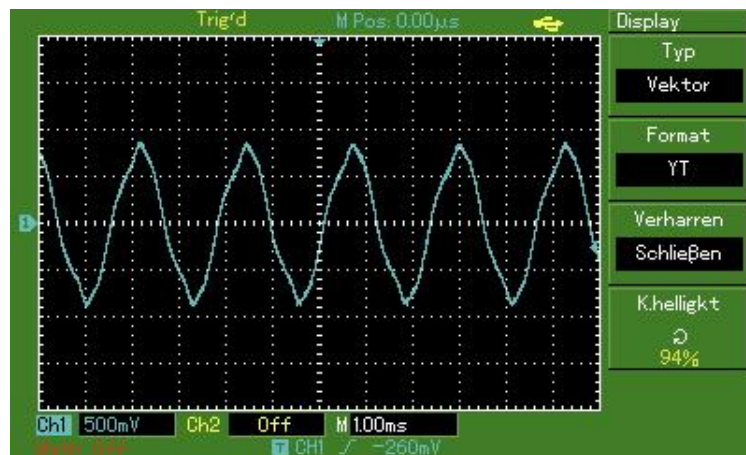 Trig'd M Pos: 0.00µs Display
Typ
Vektor
Format
YT
Verharren
Schließen
K.helligkt
94%
1
Ch1 500mV Ch2 Off M 1.00ms
T CH1 -260mV